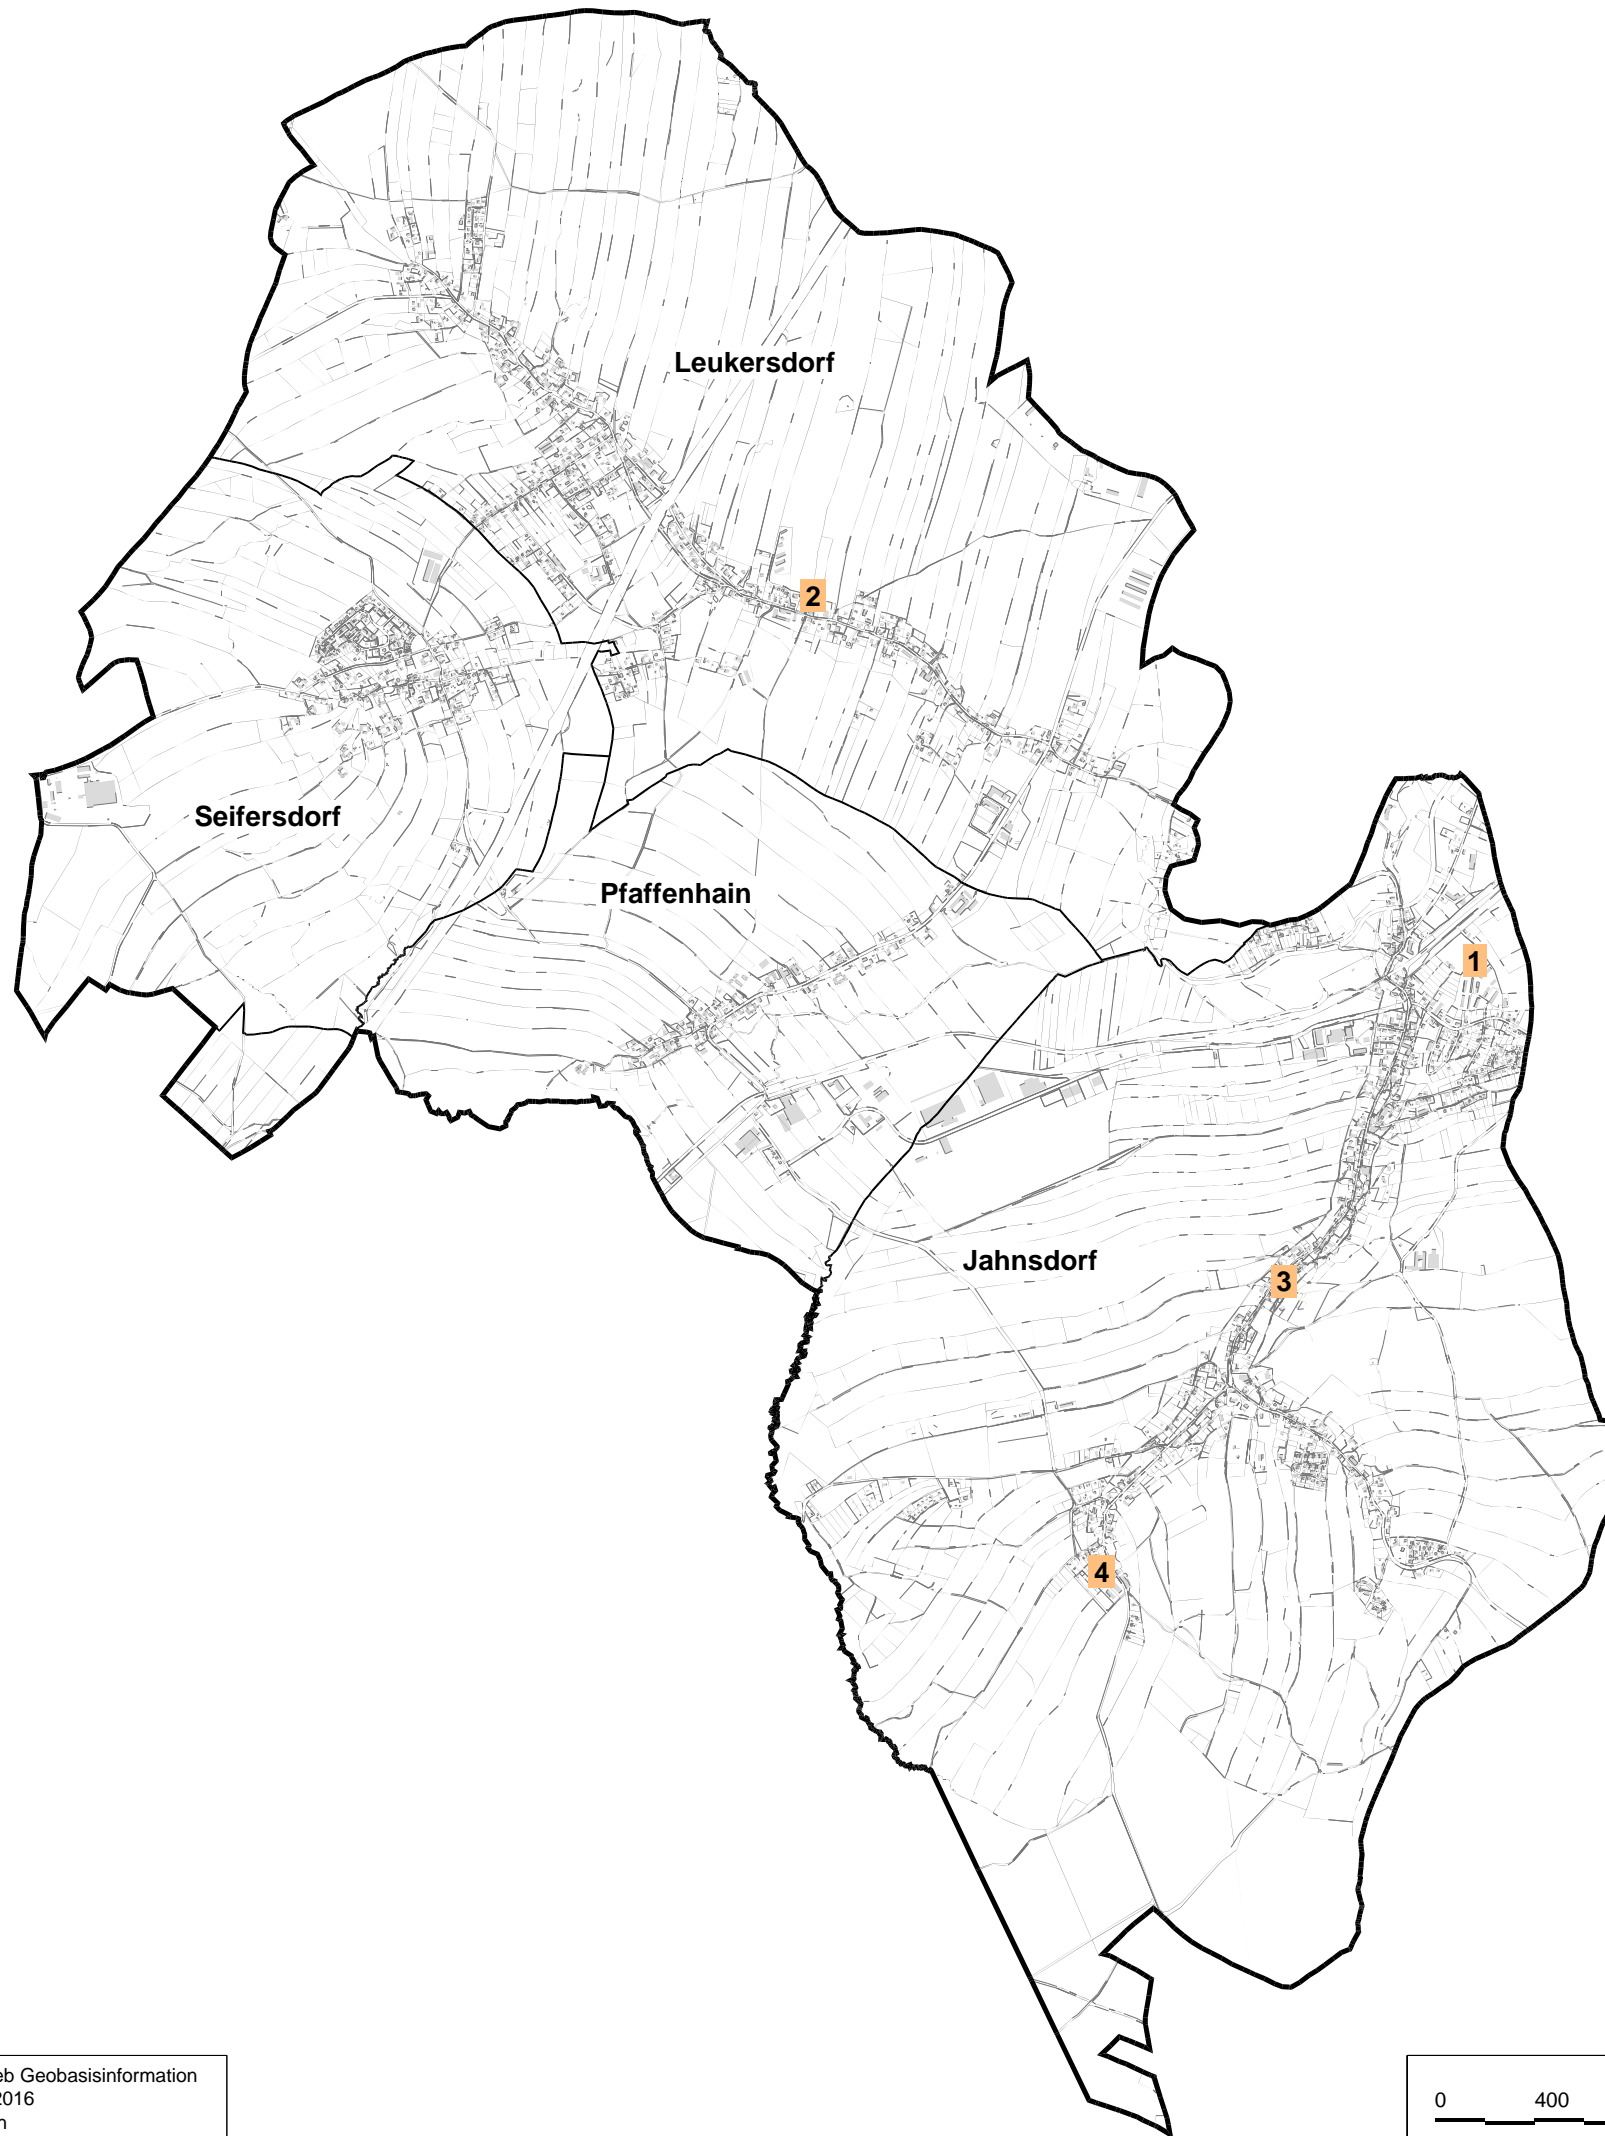 Leukersdorf
2
Seifersdorf
Pfaffenhain
1
Jahnsdorf
3
4
eb Geobasisinformation
2016
n
0 400